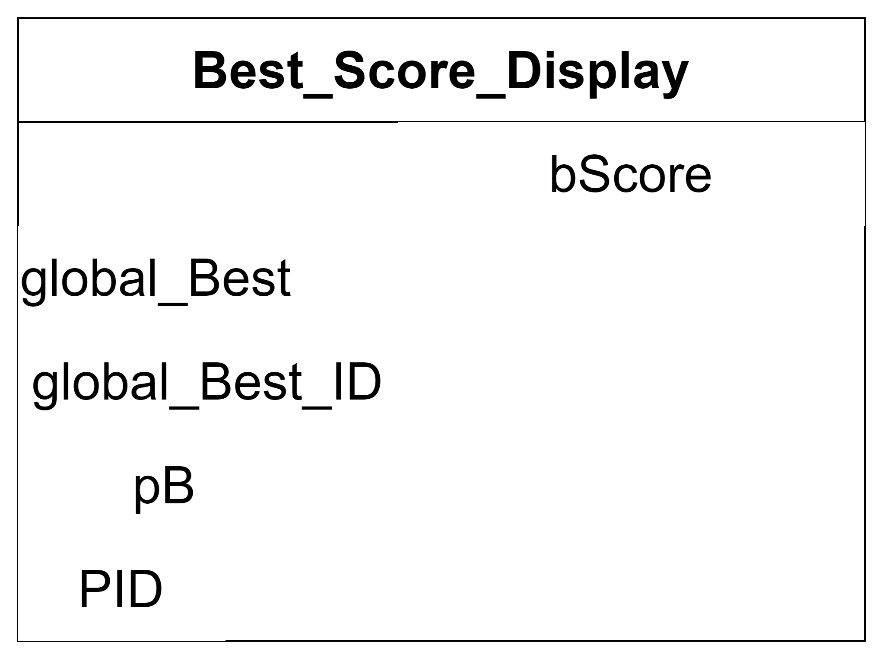 Best_Score_Display
bScore
global_Best
global_Best_ID
pB
PID